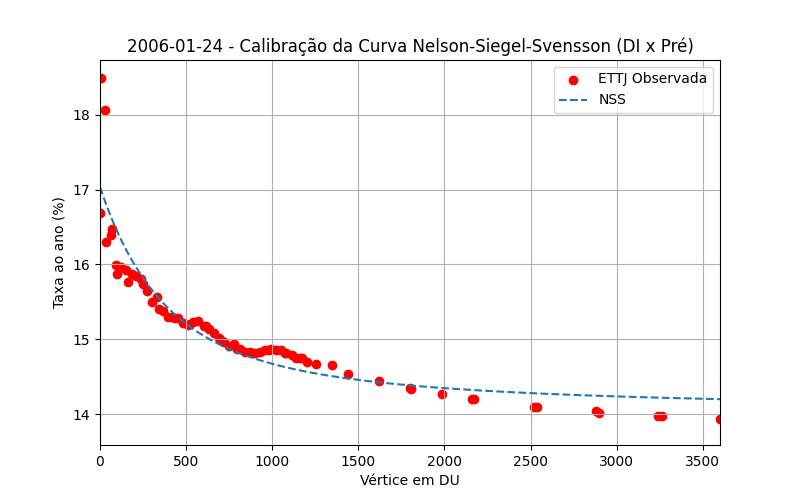 2006-01-24 - Calibração da Curva Nelson-Siegel-Svensson (DI x Pré)
ETTJ Observada
NSS
Taxa ao ano (%)
18
17
16
15
14
0 500 1000 1500 2000 2500 3000 3500
Vértice em DU